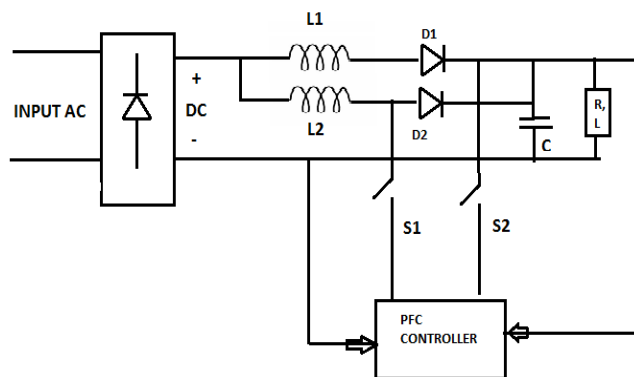 L1
D1
+
INPUT AC
DC
-
L2
D2
R,
L
C
S1
S2
PFC
CONTROLLER